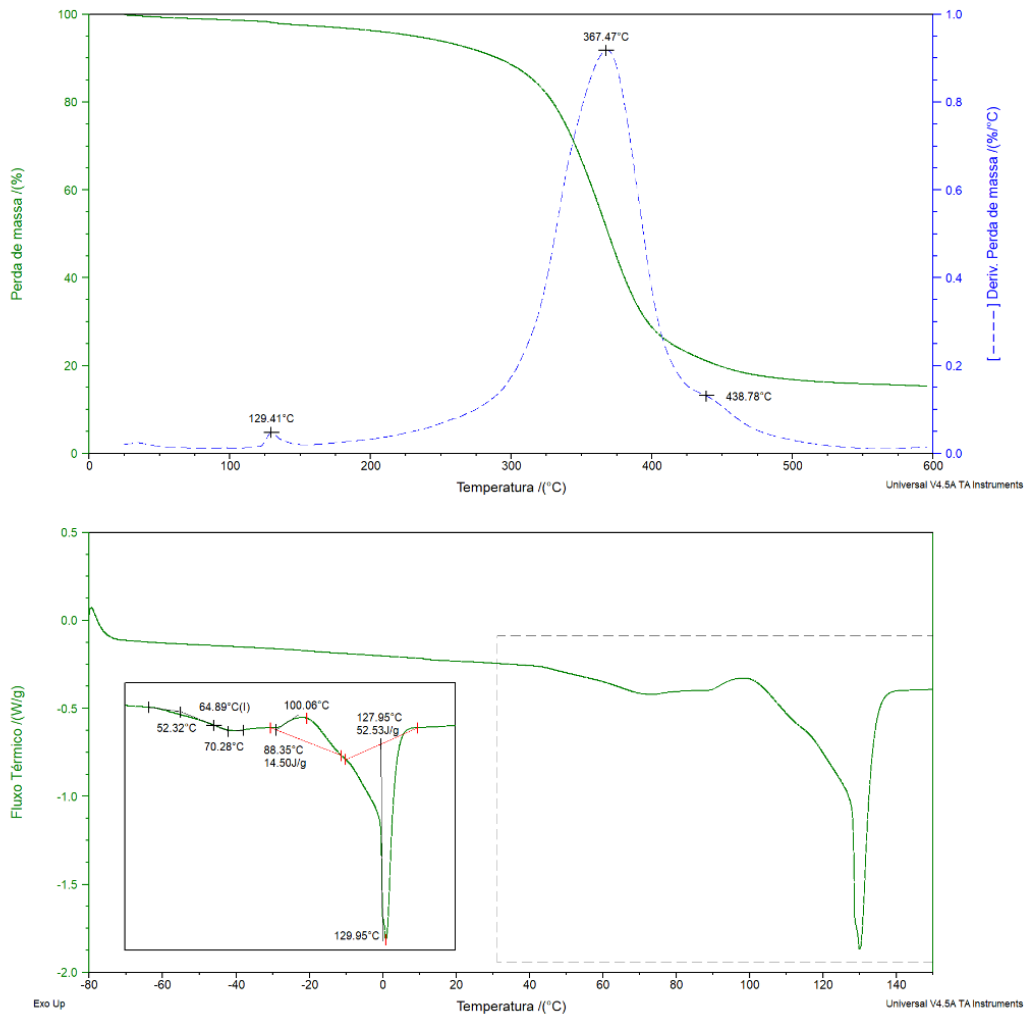 367.47°C
438.78°C
129.41°C
100
80
60
40
20
0
Perda de massa /(%)
1.0
0.8
0.6
0.4
0.2
0.0
[ – – – – ] Deriv. Perda de massa /(%/°C)
0
100
200
300
400
500
600
Temperatura /(°C)
Universal V4.5A TA Instruments
0.5
0.0
-0.5
-1.0
-1.5
-2.0
Fluxo Térmico /(W/g)
64.89°C(I)
100.06°C
52.32°C
70.28°C
88.35°C
14.50J/g
127.95°C
52.53J/g
129.95°C
-80
-60
-40
-20
0
20
40
60
80
100
120
140
Exo Up
Temperatura /(°C)
Universal V4.5A TA Instruments